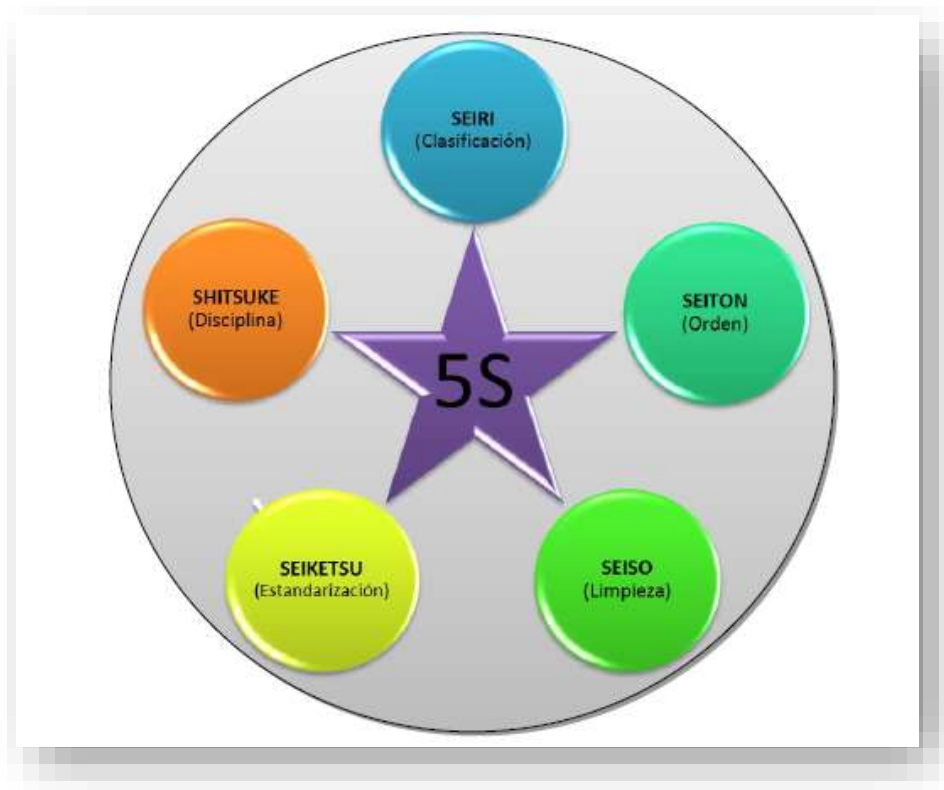 SEIRI
(Clasificación)
SHITSUKE
(Disciplina)
SEITON
(Orden)
5S
SEIKETSU
(Estandarización)
SEISO
(Limpieza)